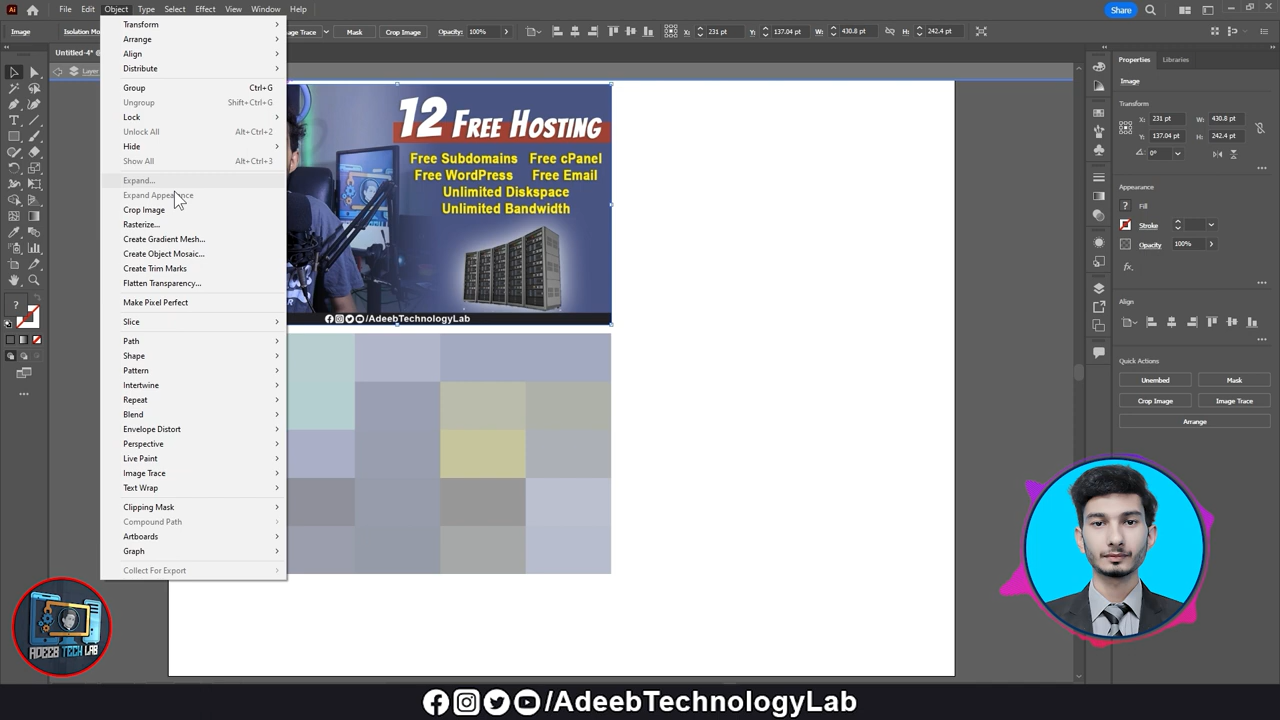 Ai File Edit Object Type Select Effect View Window Help Share
Image Isolation Mo
Image Trace Mask Crop Image Opacity: 100% X: 231 pt Y: 137.04 pt W: 430.8 pt H: 242.4 pt
Untitled-4* @
Layer
Transform
Arrange
Align
Distribute
Group Ctrl+G
Ungroup Shift+Ctrl+G
Lock
Unlock All Alt+Ctrl+2
Hide
Show All Alt+Ctrl+3
Expand...
Expand Appearance
Crop Image
Rasterize...
Create Gradient Mesh...
Create Object Mosaic...
Create Trim Marks
Flatten Transparency...
Make Pixel Perfect
Slice
Path
Shape
Pattern
Intertwine
Repeat
Blend
Envelope Distort
Perspective
Live Paint
Image Trace
Text Wrap
Clipping Mask
Compound Path
Artboards
Graph
Collect For Export
12 Free Hosting
Free Subdomains Free cPanel
Free WordPress Free Email
Unlimited Diskspace
Unlimited Bandwidth
/AdeebTechnologyLab
Properties Libraries
Image
Transform
X: 231 pt W: 430.8 pt
Y: 137.04 pt H: 242.4 pt
0°
Appearance
? Fill
Stroke
Opacity 100%
fx.
Align
Quick Actions
Unembed Mask
Crop Image Image Trace
Arrange
ADEEB TECH LAB
/AdeebTechnologyLab